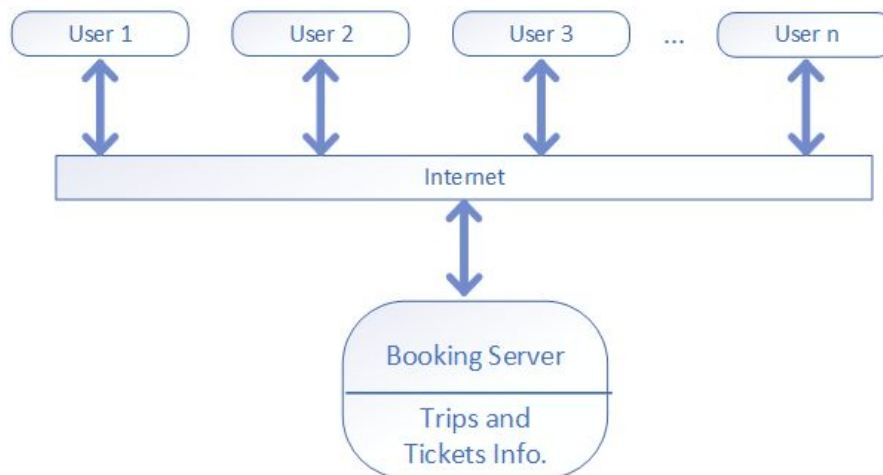 User 1
User 2
User 3
...
User n
Internet
Booking Server
Trips and
Tickets Info.